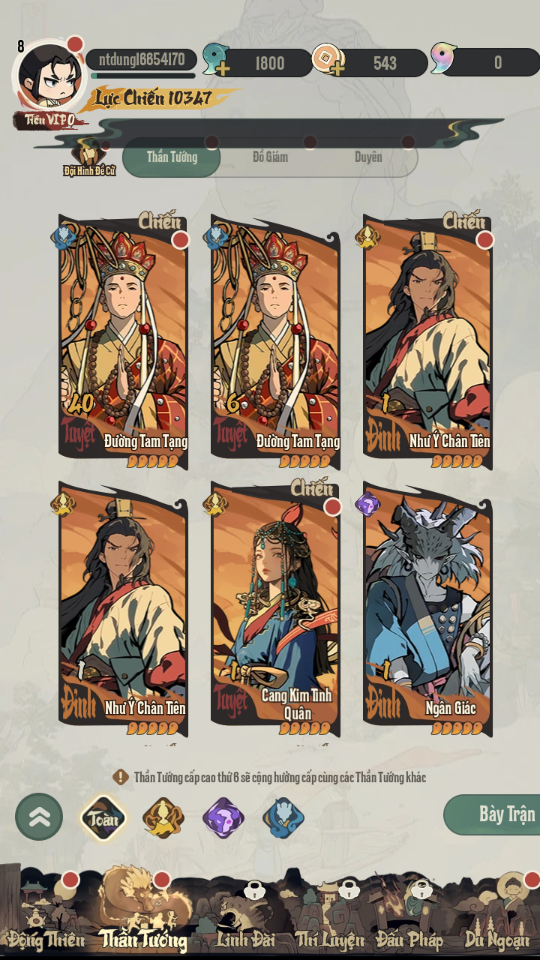 8
ntdung16654170
1800
543
0
Lực Chiến 10347
Tiên VIP 0
Đội Hình Đề Cử
Thần Tướng
Đồ Giám
Duyên
Chiến
40
Tuyệt
Đường Tam Tạng
6
Tuyệt
Đường Tam Tạng
Chiến
1
Đỉnh
Như Ý Chân Tiên
1
Đỉnh
Như Ý Chân Tiên
Chiến
1
Tuyệt
Cang Kim Tinh
Quân
1
Đỉnh
Ngân Giác
Thần Tướng cấp cao thứ 6 sẽ cộng hưởng cấp cùng các Thần Tướng khác
Toàn
Bày Trận
Động Thiên
Thần Tướng
Linh Đài
Thí Luyện
Đấu Pháp
Du Ngoạn